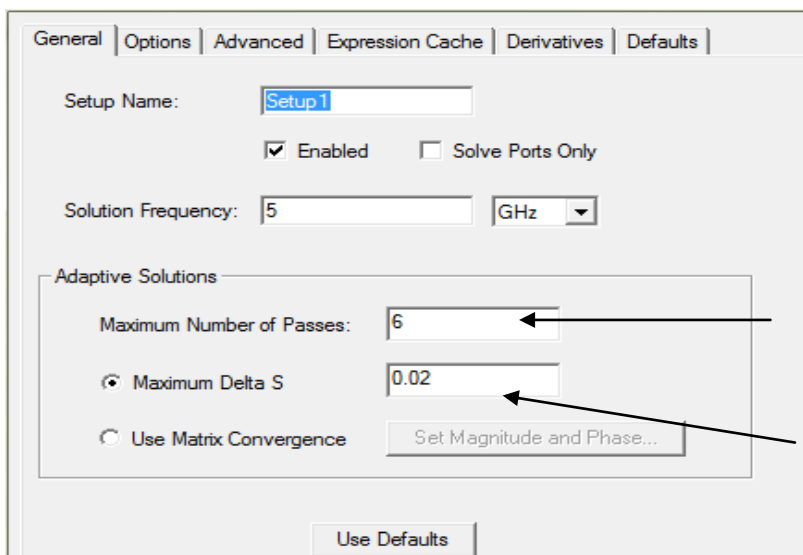 General Options Advanced Expression Cache Derivatives Defaults
Setup Name: Setup1
Enabled Solve Ports Only
Solution Frequency: 5 GHz
Adaptive Solutions
Maximum Number of Passes: 6
Maximum Delta S 0.02
Use Matrix Convergence Set Magnitude and Phase...
Use Defaults